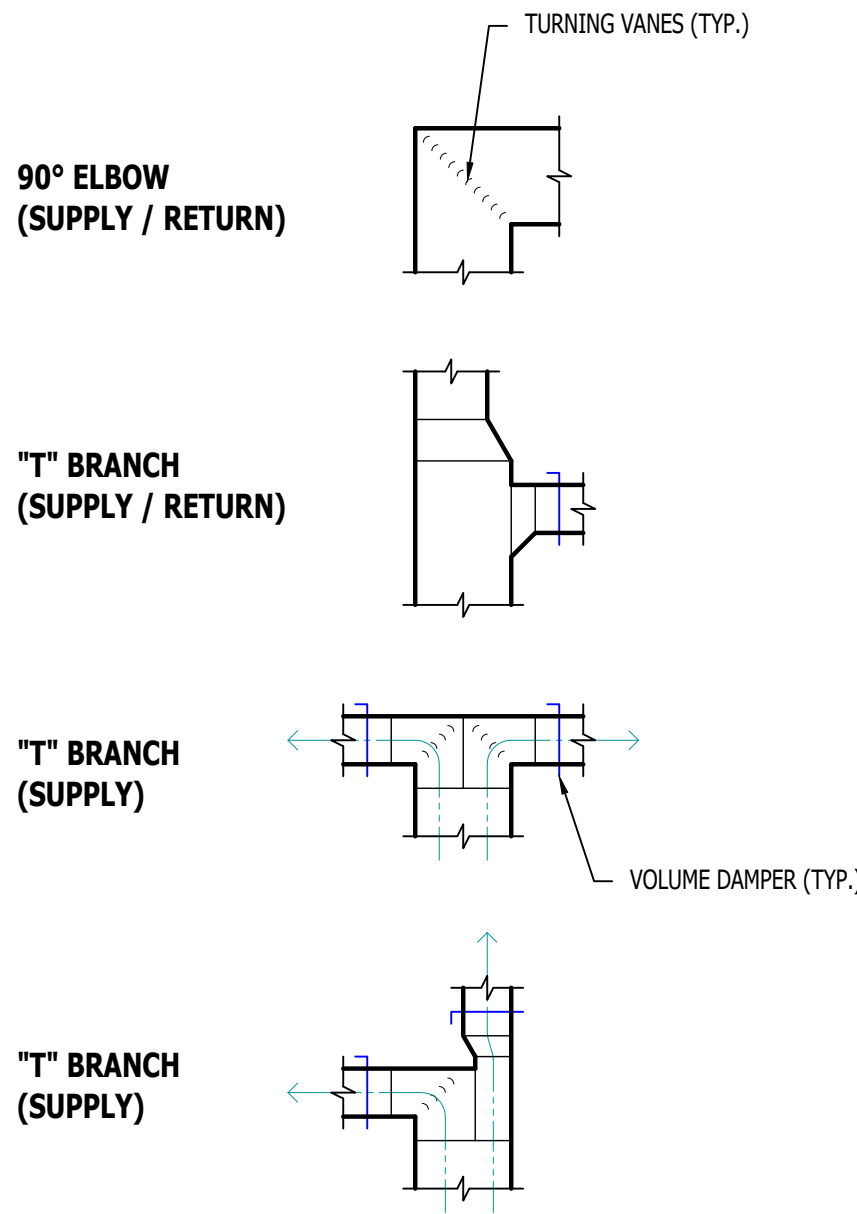 TURNING VANES (TYP.)
90° ELBOW
(SUPPLY / RETURN)
"T" BRANCH
(SUPPLY / RETURN)
"T" BRANCH
(SUPPLY)
VOLUME DAMPER (TYP.)
"T" BRANCH
(SUPPLY)